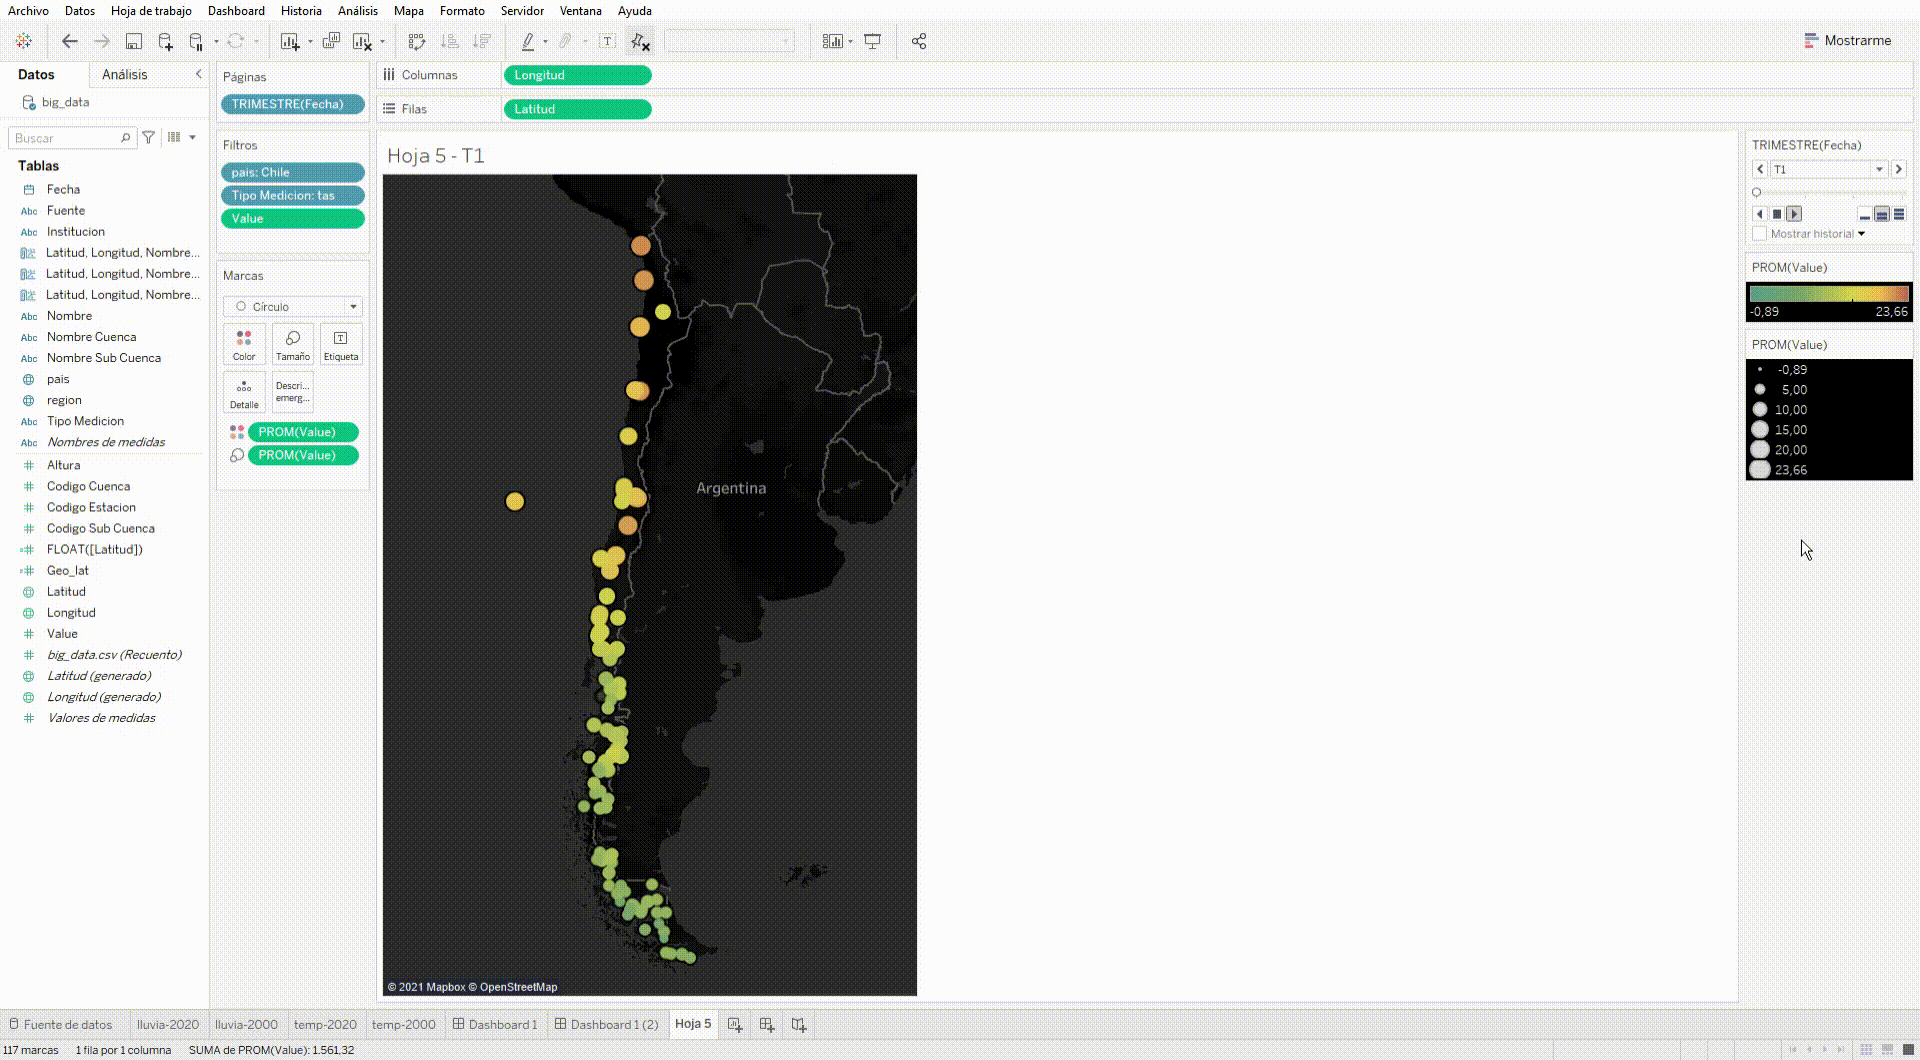 Archivo Datos Hoja de trabajo Dashboard Historia Análisis Mapa Formato Servidor Ventana Ayuda
Mostrarme
Datos Análisis
big_data
Buscar
Tablas
Fecha
Abc Fuente
Abc Institucion
Latitud, Longitud, Nombre...
Latitud, Longitud, Nombre...
Latitud, Longitud, Nombre...
Abc Nombre
Abc Nombre Cuenca
Abc Nombre Sub Cuenca
pais
region
Abc Tipo Medicion
Abc Nombres de medidas
Altura
Codigo Cuenca
Codigo Estacion
Codigo Sub Cuenca
FLOAT([Latitud])
Geo_lat
Latitud
Longitud
Value
big_data.csv (Recuento)
Latitud (generado)
Longitud (generado)
Valores de medidas
Páginas
TRIMESTRE(Fecha)
Filtros
pais: Chile
Tipo Medicion: tas
Value
Marcas
Círculo
Color Tamaño Etiqueta
Detalle Descri... emerg...
PROM(Value)
PROM(Value)
Columnas Longitud
Filas Latitud
Hoja 5 - T1
Argentina
© 2021 Mapbox © OpenStreetMap
TRIMESTRE(Fecha)
T1
Mostrar historial
PROM(Value)
-0,89 23,66
PROM(Value)
-0,89
5,00
10,00
15,00
20,00
23,66
Fuente de datos lluvia-2020 lluvia-2000 temp-2020 temp-2000 Dashboard 1 Dashboard 1 (2) Hoja 5
117 marcas 1 fila por 1 columna SUMA de PROM(Value): 1.561,32